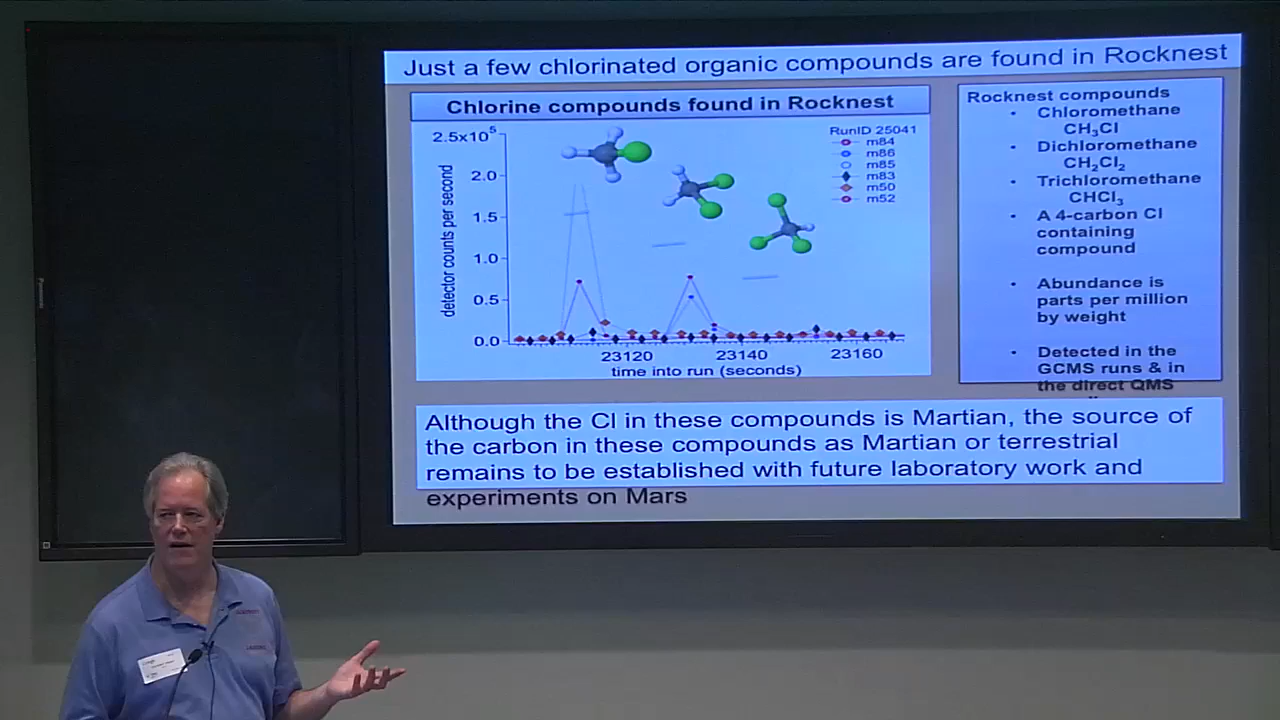 Just a few chlorinated organic compounds are found in Rocknest
Chlorine compounds found in Rocknest
2.5x10⁵
2.0
1.5
1.0
0.5
0.0
detector counts per second
RunID 25041
m84
m86
m85
m83
m50
m52
23120
23140
23160
time into run (seconds)
Rocknest compounds
• Chloromethane
CH₃Cl
• Dichloromethane
CH₂Cl₂
• Trichloromethane
CHCl₃
• A 4-carbon Cl
containing
compound
• Abundance is
parts per million
by weight
• Detected in the
GCMS runs & in
the direct QMS
Although the Cl in these compounds is Martian, the source of
the carbon in these compounds as Martian or terrestrial
remains to be established with future laboratory work and
experiments on Mars